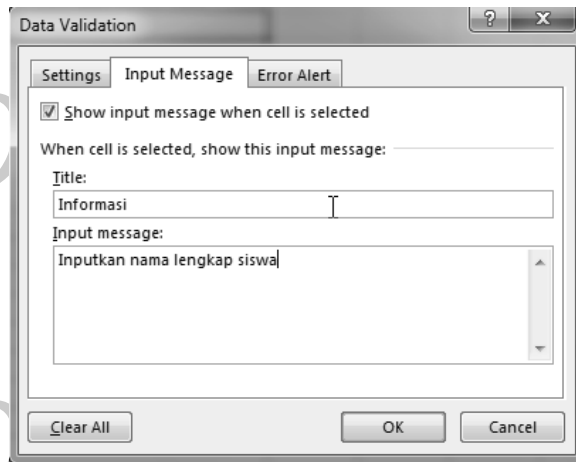 Data Validation
? X
Settings Input Message Error Alert
Show input message when cell is selected
When cell is selected, show this input message:
Title:
Informasi
Input message:
Inputkan nama lengkap siswa
Clear All OK Cancel